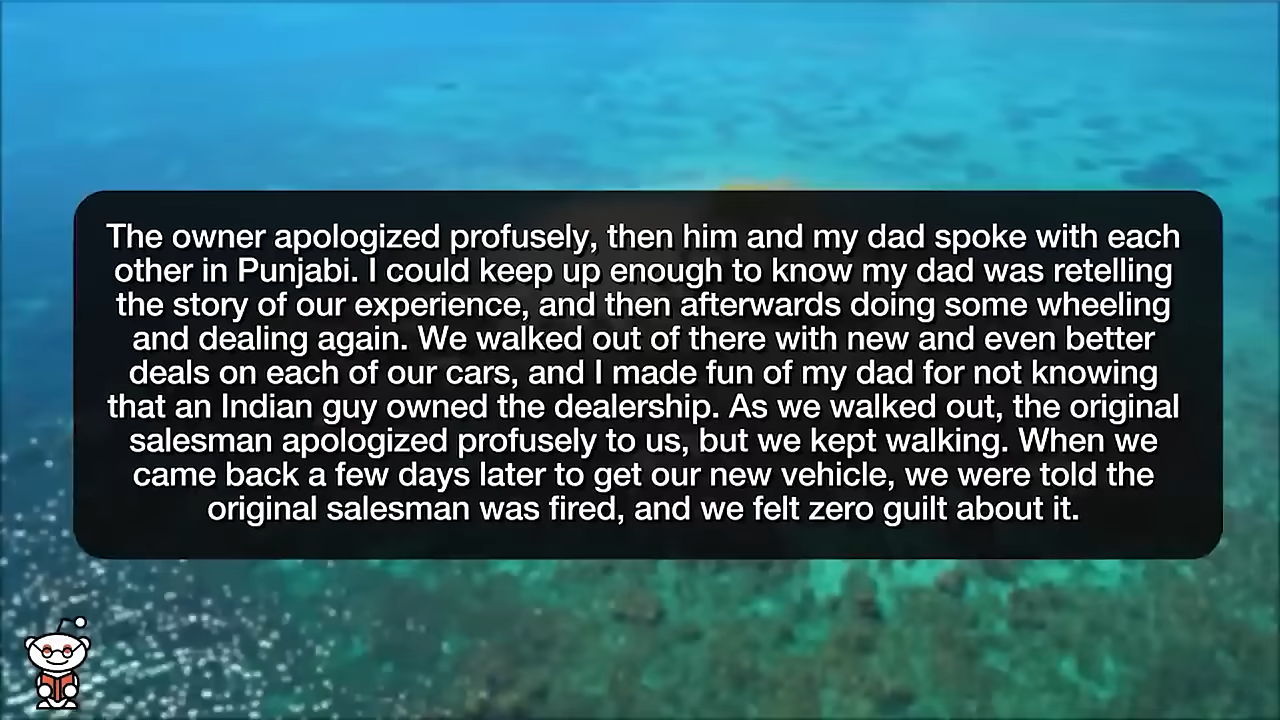 The owner apologized profusely, then him and my dad spoke with each
other in Punjabi. I could keep up enough to know my dad was retelling
the story of our experience, and then afterwards doing some wheeling
and dealing again. We walked out of there with new and even better
deals on each of our cars, and I made fun of my dad for not knowing
that an Indian guy owned the dealership. As we walked out, the original
salesman apologized profusely to us, but we kept walking. When we
came back a few days later to get our new vehicle, we were told the
original salesman was fired, and we felt zero guilt about it.